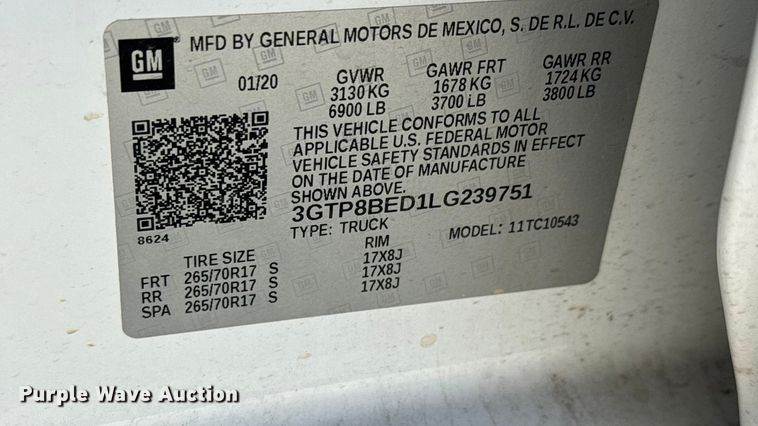 GM
MFD BY GENERAL MOTORS DE MEXICO, S. DE R.L. DE C.V.
01/20 GVWR GAWR FRT GAWR RR
3130 KG 1678 KG 1724 KG
6900 LB 3700 LB 3800 LB
THIS VEHICLE CONFORMS TO ALL
APPLICABLE U.S. FEDERAL MOTOR
VEHICLE SAFETY STANDARDS IN EFFECT
ON THE DATE OF MANUFACTURE
SHOWN ABOVE.
3GTP8BED1LG239751
8624
TYPE: TRUCK MODEL: 11TC10543
TIRE SIZE RIM
FRT 265/70R17 S 17X8J
RR 265/70R17 S 17X8J
SPA 265/70R17 S 17X8J
Purple Wave Auction